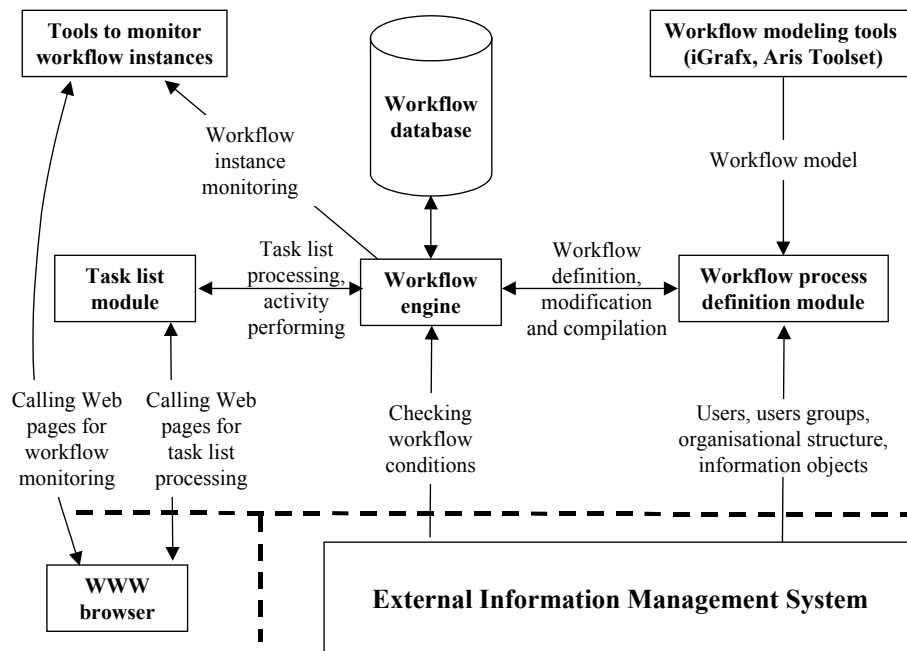 Tools to monitor
workflow instances
Workflow
database
Workflow modeling tools
(iGrafx, Aris Toolset)
Workflow
instance
monitoring
Workflow model
Task list
module
Task list
processing,
activity
performing
Workflow
engine
Workflow
definition,
modification
and compilation
Workflow process
definition module
Calling Web
pages for
workflow
monitoring
Calling Web
pages for
task list
processing
Checking
workflow
conditions
Users, users groups,
organisational structure,
information objects
WWW
browser
External Information Management System